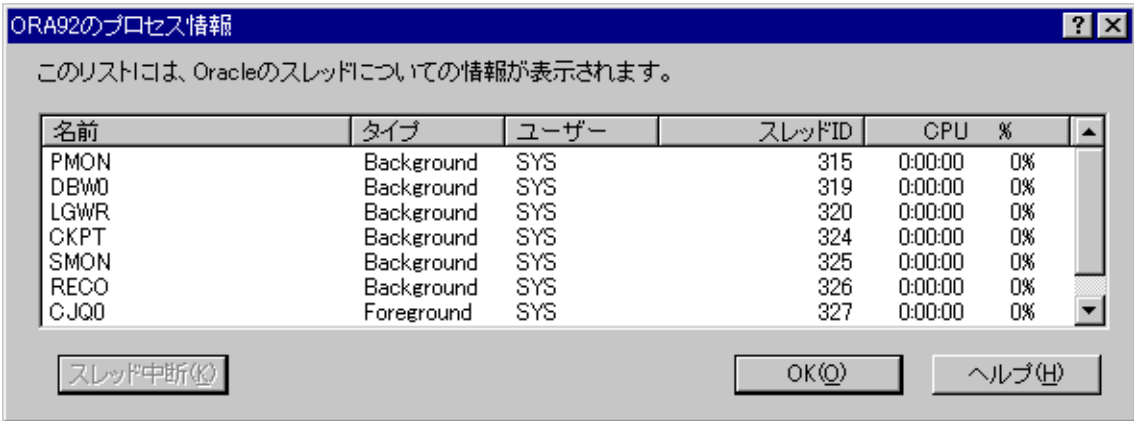 ORA92のプロセス情報
このリストには、Oracleのスレッドについての情報が表示されます。
名前 タイプ ユーザー スレッドID CPU %
PMON Background SYS 315 0:00:00 0%
DBW0 Background SYS 319 0:00:00 0%
LGWR Background SYS 320 0:00:00 0%
CKPT Background SYS 324 0:00:00 0%
SMON Background SYS 325 0:00:00 0%
RECO Background SYS 326 0:00:00 0%
CJQ0 Foreground SYS 327 0:00:00 0%
スレッド中断(K) OK(O) ヘルプ(H)